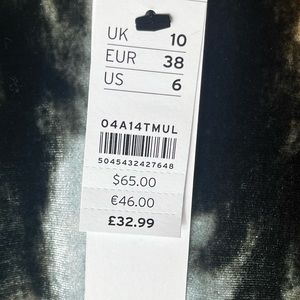 UK 10
EUR 38
US 6
04A14TMUL
5045432427648
$65.00
€46.00
£32.99